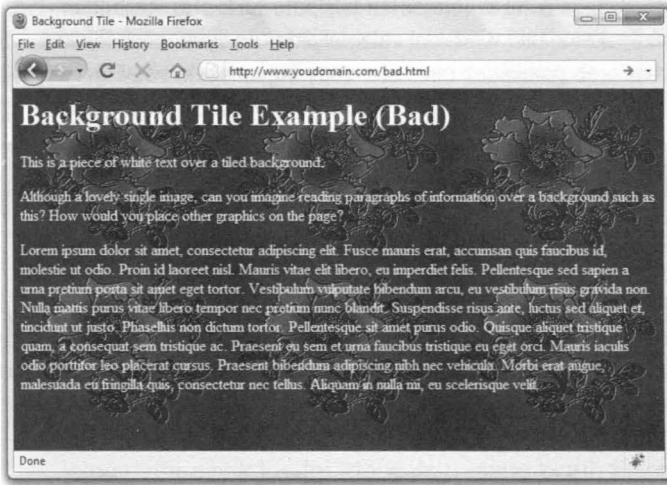 Background Tile - Mozilla Firefox
File Edit View History Bookmarks Tools Help
http://www.youdomain.com/bad.html
Background Tile Example (Bad)
This is a piece of white text over a tiled background.
Although a lovely single image, can you imagine reading paragraphs of information over a background such as
this? How would you place other graphics on the page?
Lorem ipsum dolor sit amet, consectetur adipiscing elit. Fusce mauris erat, accumsan quis faucibus id,
molestie ut odio. Proin id laoreet nisl. Mauris vitae elit libero, eu imperdiet felis. Pellentesque sed sapien a
urna pretium porta sit amet eget tortor. Vestibulum vulputate bibendum arcu, eu vestibulum risus gravida non.
Nulla mattis purus vitae libero tempor nec pretium nunc blandit. Suspendisse risus ante, luctus sed aliquet et,
tincidunt ut justo. Phasellus non dictum tortor. Pellentesque sit amet purus odio. Quisque aliquet tristique
quam, a consequat sem tristique ac. Praesent eu sem et urna faucibus tristique eu eget orci. Mauris iaculis
odio porttitor leo placerat cursus. Praesent bibendum adipiscing nibh nec vehicula. Morbi erat augue,
malesuada eu fringilla quis, consectetur nec tellus. Aliquam in nulla mi, eu scelerisque velit.
Done